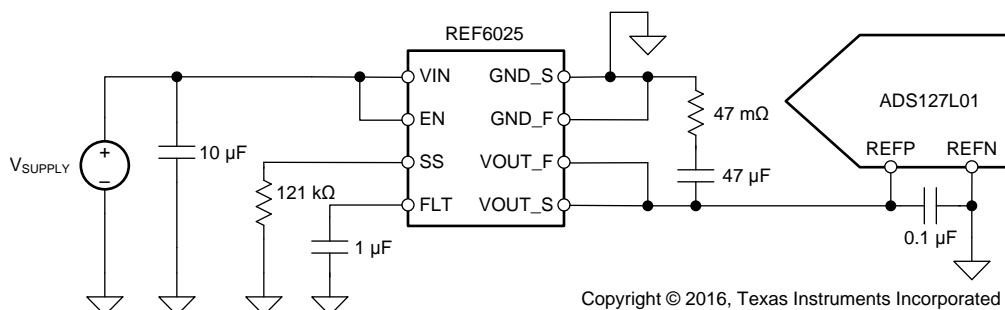 REF6025
VIN
GND_S
EN
GND_F
SS
VOUT_F
FLT
VOUT_S
VSUPPLY
+
–
10 µF
121 kΩ
1 µF
47 mΩ
47 µF
ADS127L01
REFP
REFN
0.1 µF
Copyright © 2016, Texas Instruments Incorporated